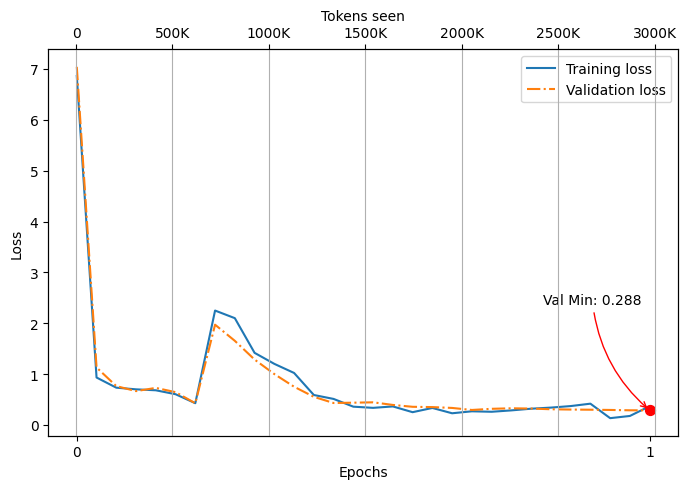 Tokens seen
0 500K 1000K 1500K 2000K 2500K 3000K
7
6
5
4
3
2
1
0
Loss
Training loss
Validation loss
Val Min: 0.288
0 1
Epochs